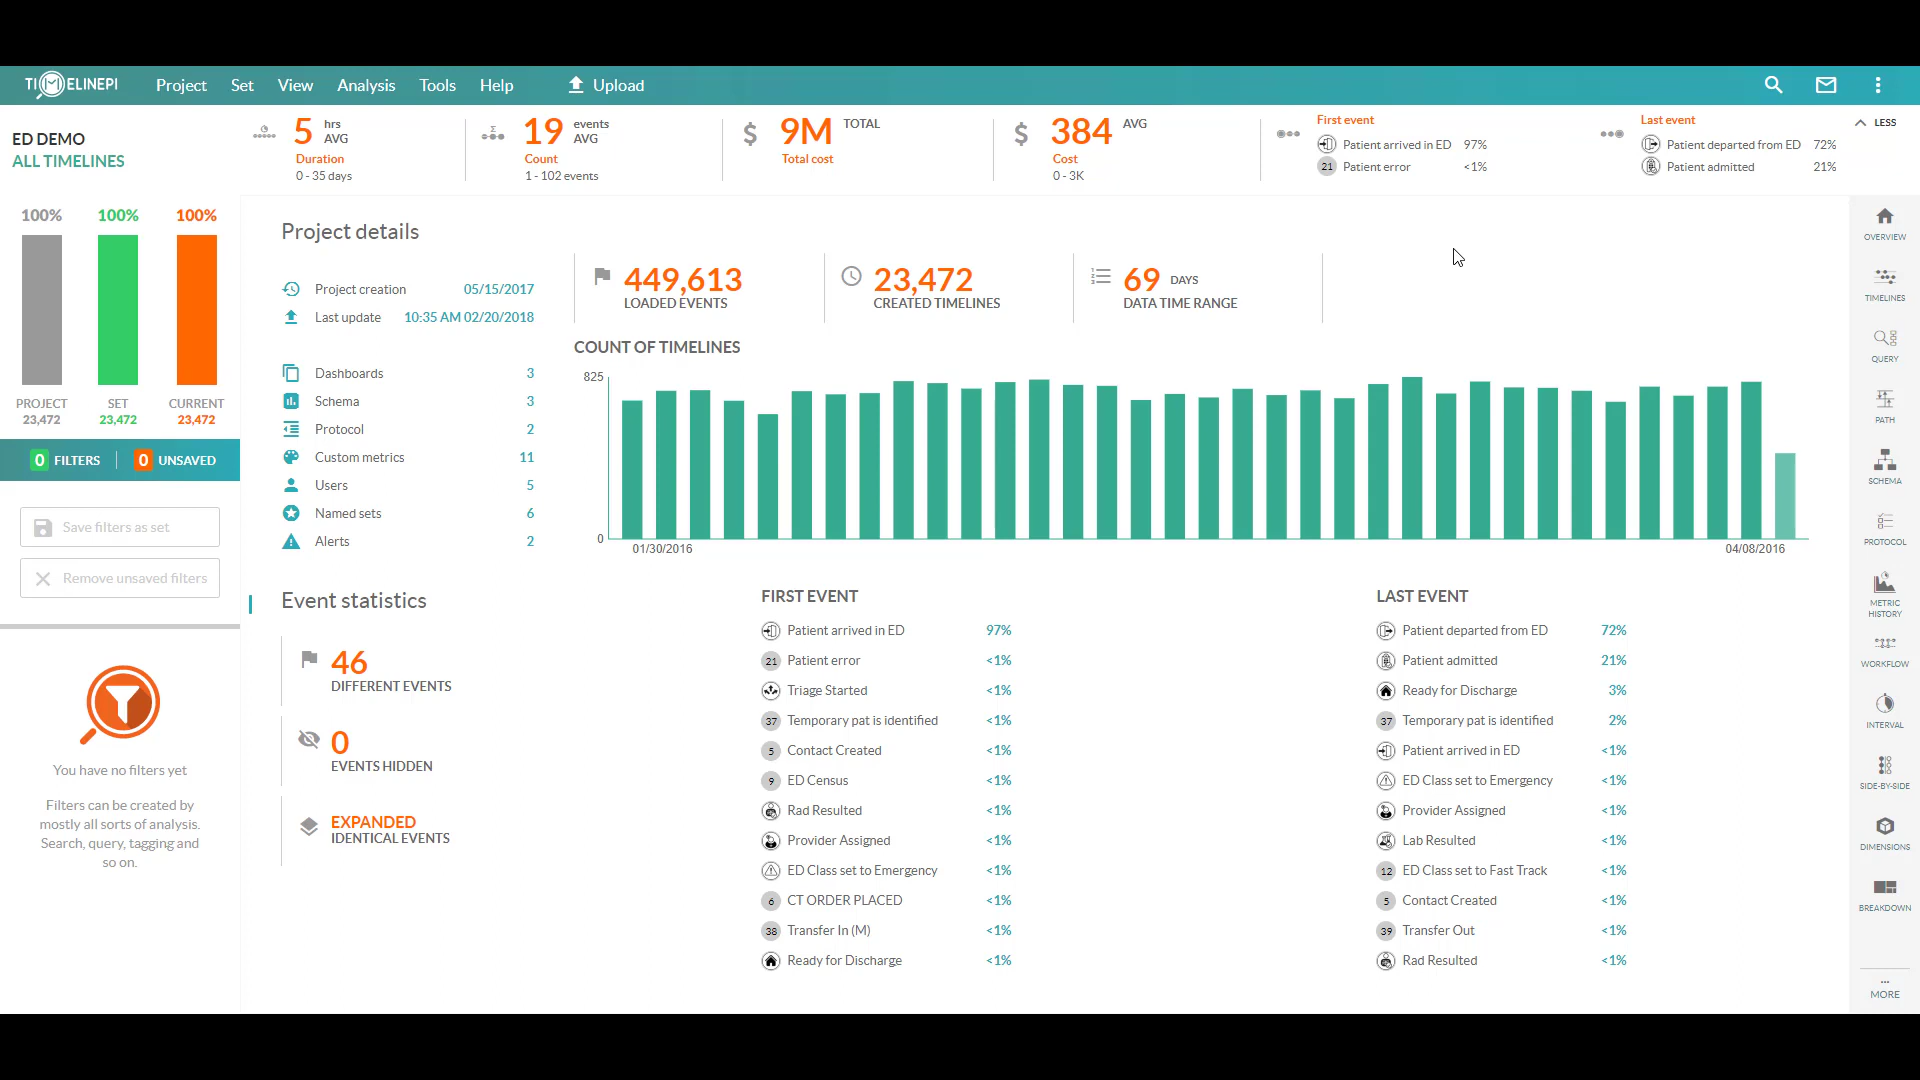 TIMELINEPI Project Set View Analysis Tools Help Upload
ED DEMO
ALL TIMELINES
5 hrs AVG
Duration
0 - 35 days
19 events AVG
Count
1 - 102 events
$ 9M TOTAL
Total cost
$ 384 AVG
Cost
0 - 3K
First event
Patient arrived in ED 97%
21 Patient error <1%
Last event
Patient departed from ED 72%
Patient admitted 21%
LESS
100% 100% 100%
PROJECT SET CURRENT
23,472 23,472 23,472
0 FILTERS 0 UNSAVED
Save filters as set
Remove unsaved filters
You have no filters yet
Filters can be created by
mostly all sorts of analysis.
Search, query, tagging and
so on.
Project details
Project creation 05/15/2017
Last update 10:35 AM 02/20/2018
Dashboards 3
Schema 3
Protocol 2
Custom metrics 11
Users 5
Named sets 6
Alerts 2
449,613
LOADED EVENTS
23,472
CREATED TIMELINES
69 DAYS
DATA TIME RANGE
COUNT OF TIMELINES
825
0
01/30/2016 04/08/2016
Event statistics
46
DIFFERENT EVENTS
0
EVENTS HIDDEN
EXPANDED
IDENTICAL EVENTS
FIRST EVENT
Patient arrived in ED 97%
21 Patient error <1%
Triage Started <1%
37 Temporary pat is identified <1%
5 Contact Created <1%
9 ED Census <1%
Rad Resulted <1%
Provider Assigned <1%
ED Class set to Emergency <1%
6 CT ORDER PLACED <1%
38 Transfer In (M) <1%
Ready for Discharge <1%
LAST EVENT
Patient departed from ED 72%
Patient admitted 21%
Ready for Discharge 3%
37 Temporary pat is identified 2%
Patient arrived in ED <1%
ED Class set to Emergency <1%
Provider Assigned <1%
Lab Resulted <1%
12 ED Class set to Fast Track <1%
5 Contact Created <1%
39 Transfer Out <1%
Rad Resulted <1%
OVERVIEW
TIMELINES
QUERY
PATH
SCHEMA
PROTOCOL
METRIC
HISTORY
WORKFLOW
INTERVAL
SIDE-BY-SIDE
DIMENSIONS
BREAKDOWN
MORE